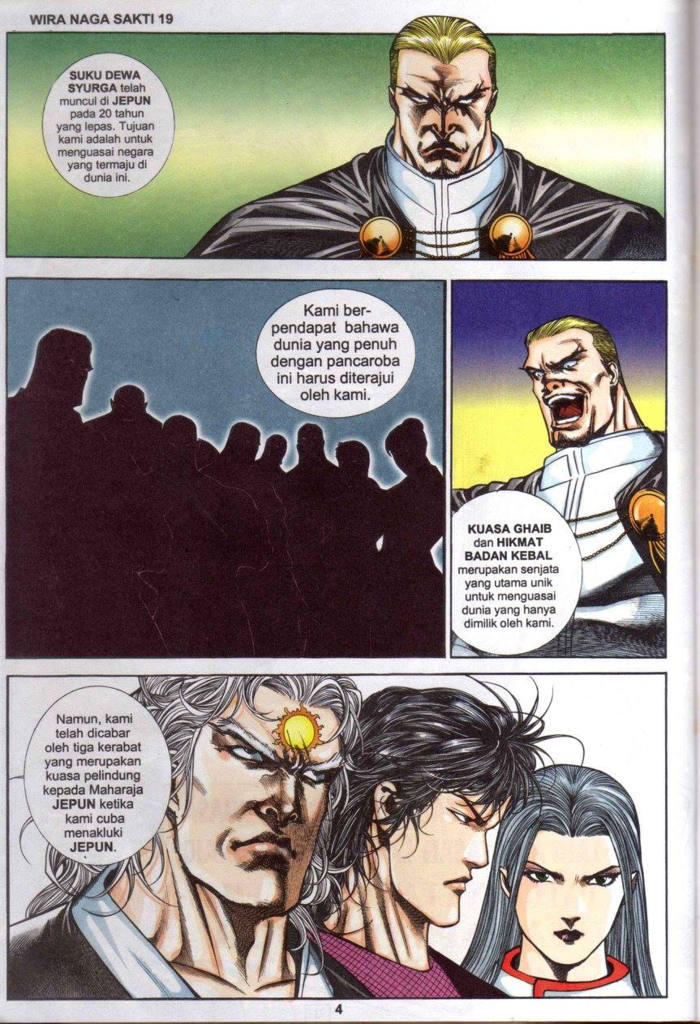 WIRA NAGA SAKTI 19
SUKU DEWA
SYURGA telah
muncul di JEPUN
pada 20 tahun
yang lepas. Tujuan
kami adalah untuk
menguasai negara
yang termaju di
dunia ini.
Kami ber-
pendapat bahawa
dunia yang penuh
dengan pancaroba
ini harus diterajui
oleh kami.
KUASA GHAIB
dan HIKMAT
BADAN KEBAL
merupakan senjata
yang utama unik
untuk menguasai
dunia yang hanya
dimilik oleh kami.
Namun, kami
telah dicabar
oleh tiga kerabat
yang merupakan
kuasa pelindung
kepada Maharaja
JEPUN ketika
kami cuba
menakluki
JEPUN.
4